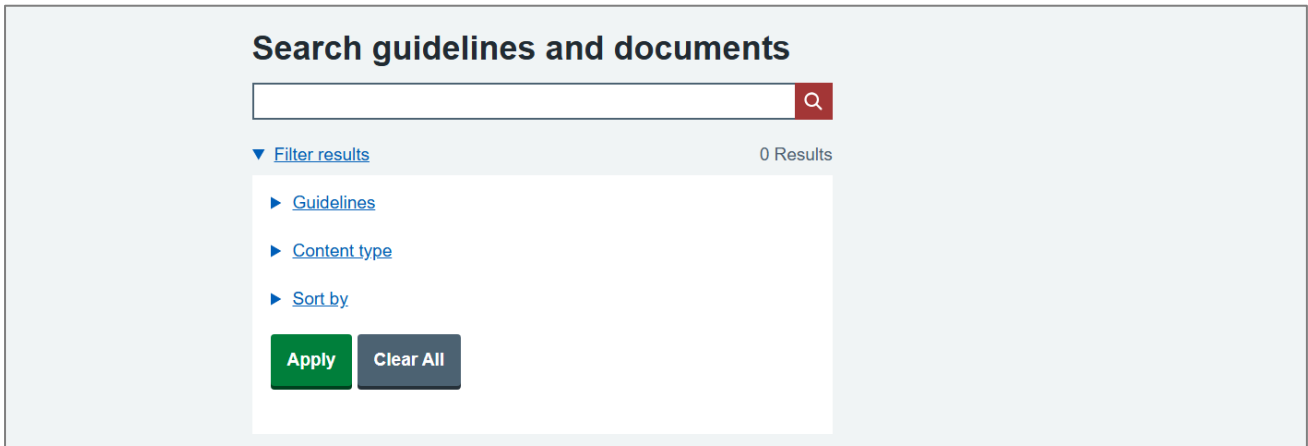 Search guidelines and documents
Filter results 0 Results
Guidelines
Content type
Sort by
Apply Clear All